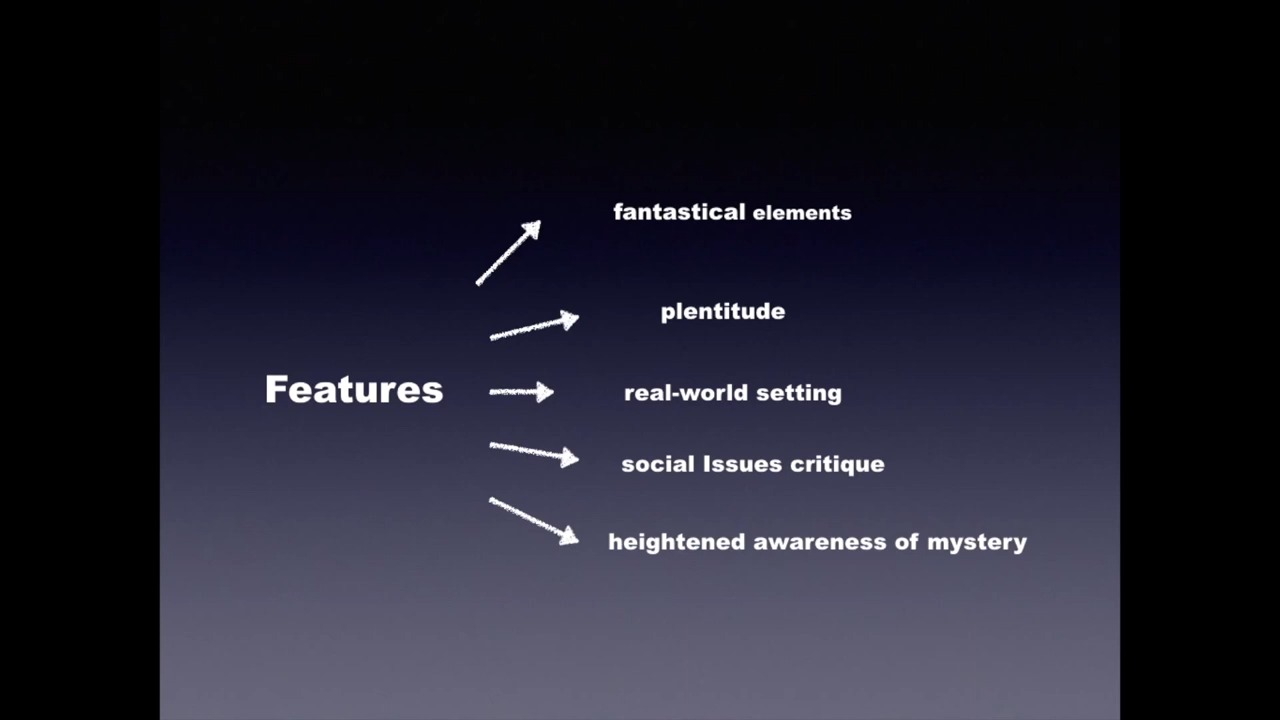 Features
fantastical elements
plentitude
real-world setting
social Issues critique
heightened awareness of mystery